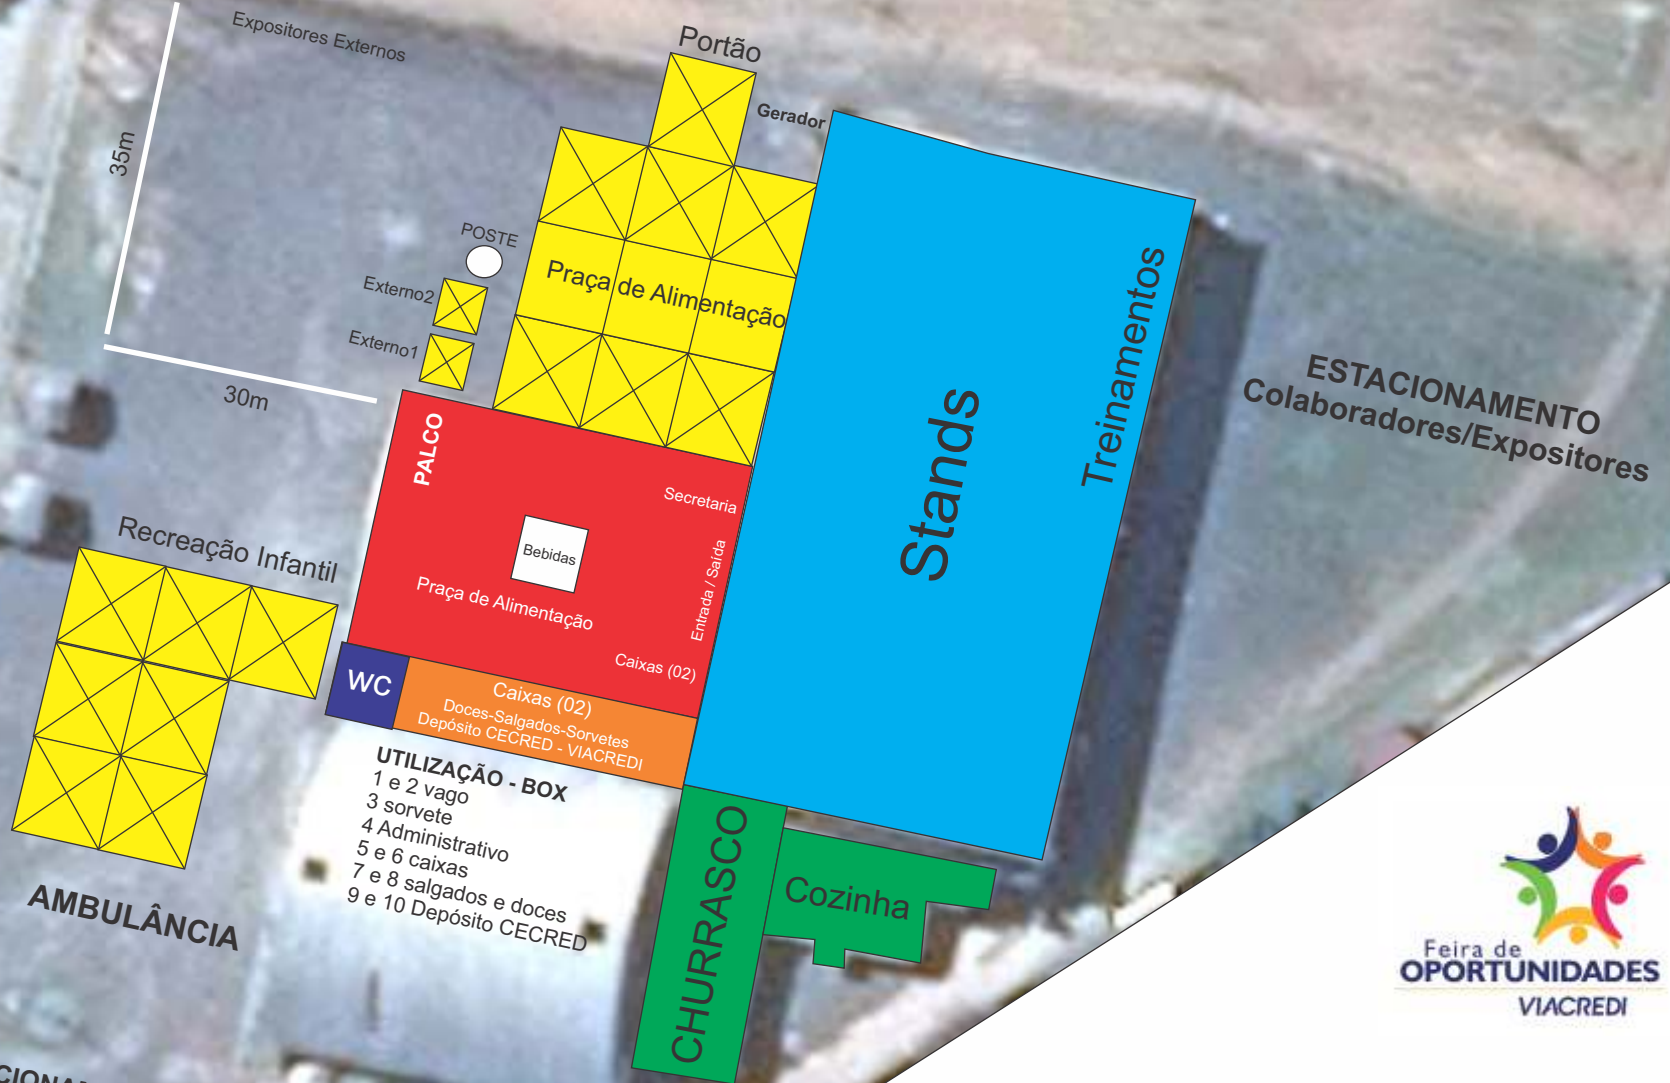 Expositores Externos
Portão
Gerador
35m
30m
POSTE
Externo2
Externo1
Praça de Alimentação
Stands
Treinamentos
ESTACIONAMENTO
Colaboradores/Expositores
PALCO
Secretaria
Bebidas
Entrada / Saída
Praça de Alimentação
Caixas (02)
Recreação Infantil
WC
Caixas (02)
Doces-Salgados-Sorvetes
Depósito CECRED - VIACREDI
UTILIZAÇÃO - BOX
1 e 2 vago
3 sorvete
4 Administrativo
5 e 6 caixas
7 e 8 salgados e doces
9 e 10 Depósito CECRED
CHURRASCO
Cozinha
AMBULÂNCIA
Feira de
OPORTUNIDADES
VIACREDI